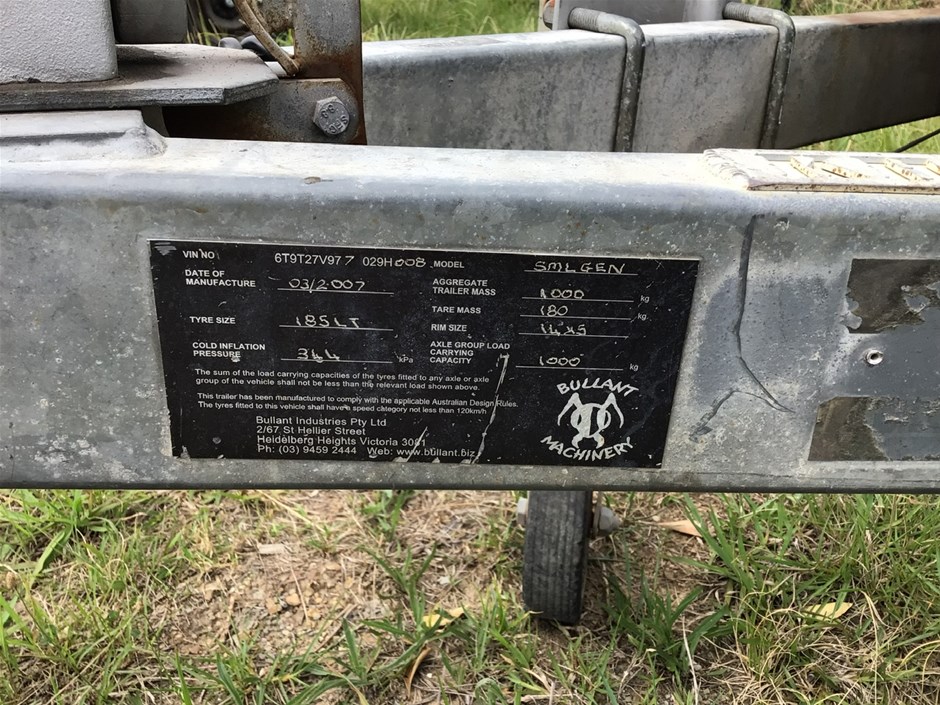 VIN NO 6T9T27V977 029H008 MODEL SMLGEN
DATE OF MANUFACTURE 03/2007 AGGREGATE TRAILER MASS 1000 kg
TARE MASS 180 kg
TYRE SIZE 185LT RIM SIZE 14x5
COLD INFLATION PRESSURE 344 kPa AXLE GROUP LOAD CARRYING CAPACITY 1000 kg
The sum of the load carrying capacities of the tyres fitted to any axle or axle
group of the vehicle shall not be less than the relevant load shown above.
This trailer has been manufactured to comply with the applicable Australian Design Rules.
The tyres fitted to this vehicle shall have a speed category not less than 120km/h
Bullant Industries Pty Ltd
2/67 St Hellier Street
Heidelberg Heights Victoria 3081
Ph: (03) 9459 2444 Web: www.bullant.biz
BULLANT
MACHINERY